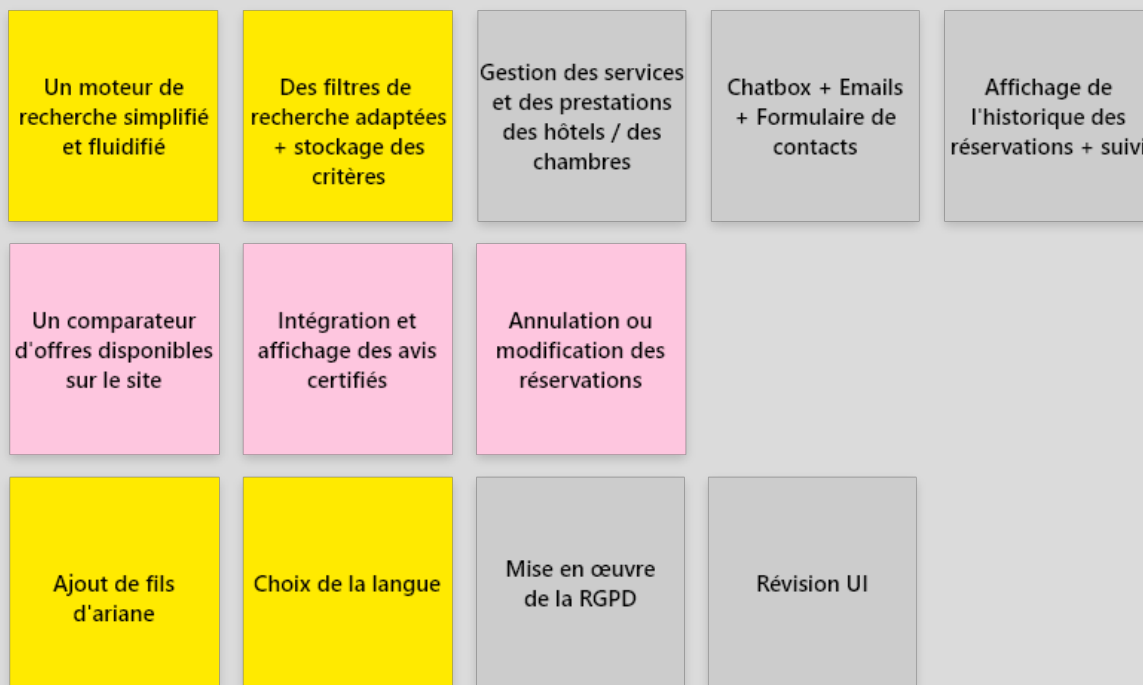 Un moteur de
recherche simplifié
et fluidifié
Des filtres de
recherche adaptées
+ stockage des
critères
Gestion des services
et des prestations
des hôtels / des
chambres
Chatbox + Emails
+ Formulaire de
contacts
Affichage de
l'historique des
réservations + suivi
Un comparateur
d'offres disponibles
sur le site
Intégration et
affichage des avis
certifiés
Annulation ou
modification des
réservations
Ajout de fils
d'ariane
Choix de la langue
Mise en œuvre
de la RGPD
Révision UI